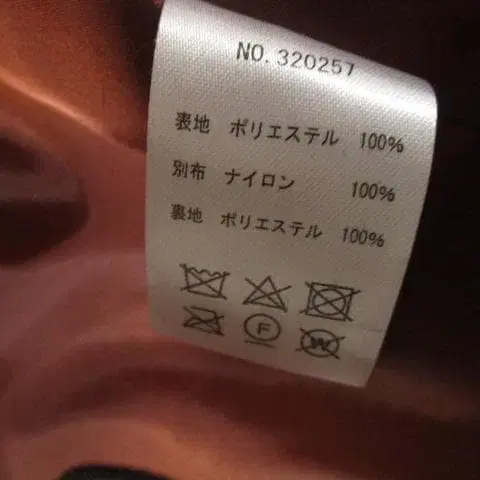 NO. 320257
表地 ポリエステル 100%
別布 ナイロン 100%
裏地 ポリエステル 100%
F
W